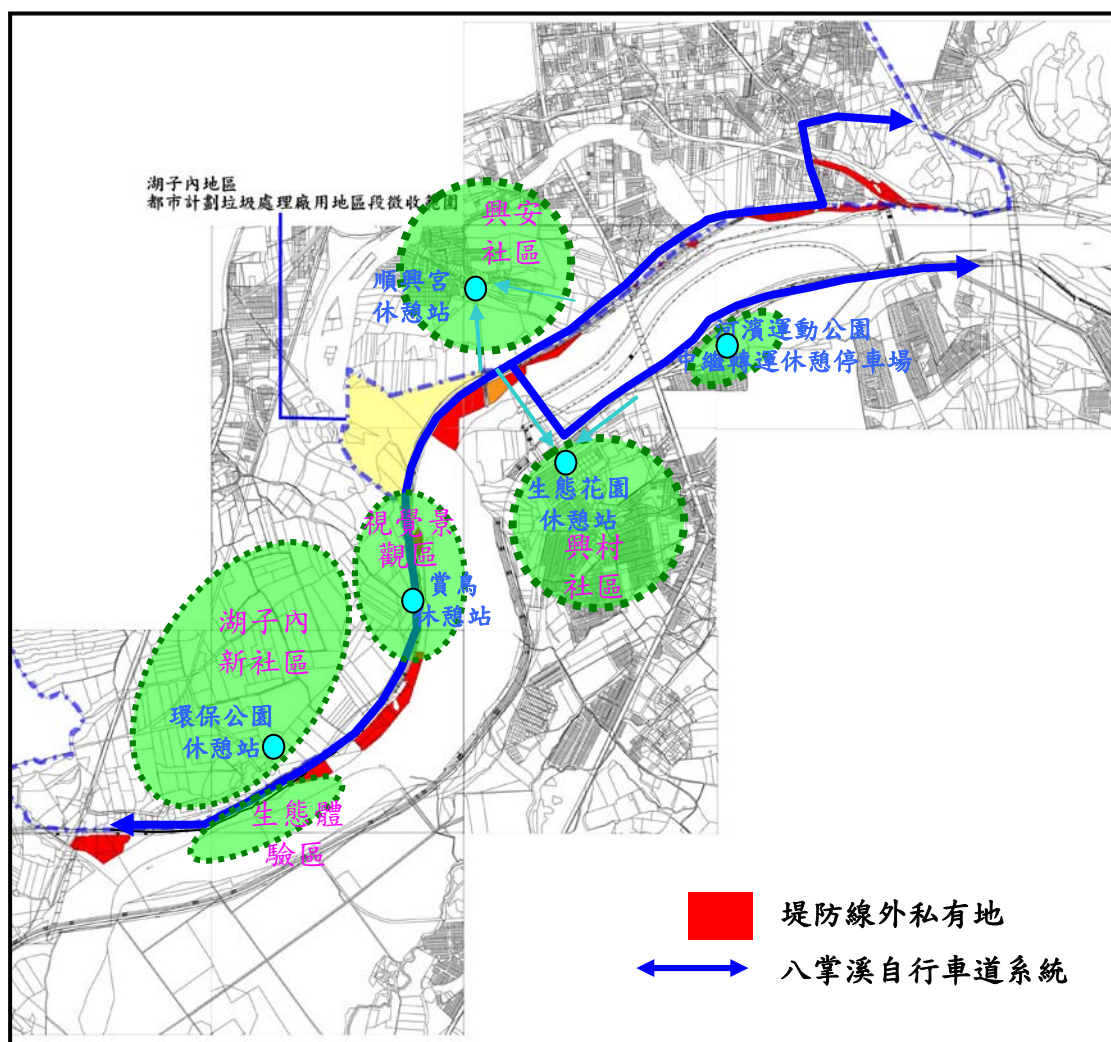 湖子內地區
都市計劃垃圾處理廠用地區段徵收範圍
興安
社區
順興宮
休憩站
河濱運動公園
中繼轉運休憩停車場
生態花園
休憩站
興村
社區
視覺景
觀區
賞鳥
休憩站
湖子內
新社區
環保公園
休憩站
生態體
驗區
堤防線外私有地
八掌溪自行車道系統